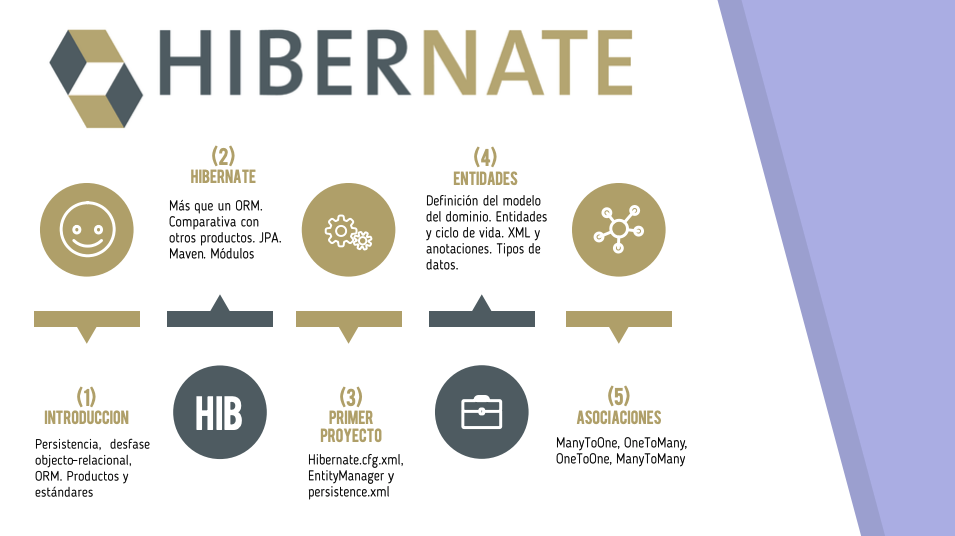 HIBERNATE
(1)
INTRODUCCION
Persistencia, desfase
objecto-relacional,
ORM. Productos y
estándares
(2)
HIBERNATE
Más que un ORM.
Comparativa con
otros productos. JPA.
Maven. Módulos
HIB
(3)
PRIMER
PROYECTO
Hibernate.cfg.xml,
EntityManager y
persistence.xml
(4)
ENTIDADES
Definición del modelo
del dominio. Entidades
y ciclo de vida. XML y
anotaciones. Tipos de
datos.
(5)
ASOCIACIONES
ManyToOne, OneToMany,
OneToOne, ManyToMany